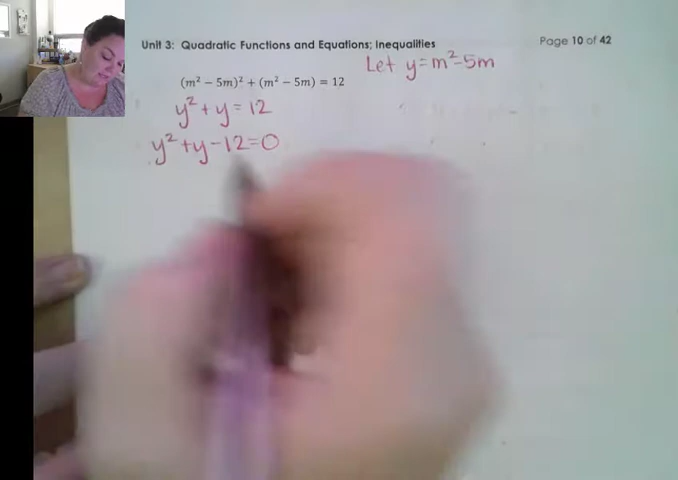 Unit 3: Quadratic Functions and Equations; Inequalities
Page 10 of 42
Let y=m²-5m
(m² − 5m)² + (m² − 5m) = 12
y² + y = 12
y² + y - 12 = 0